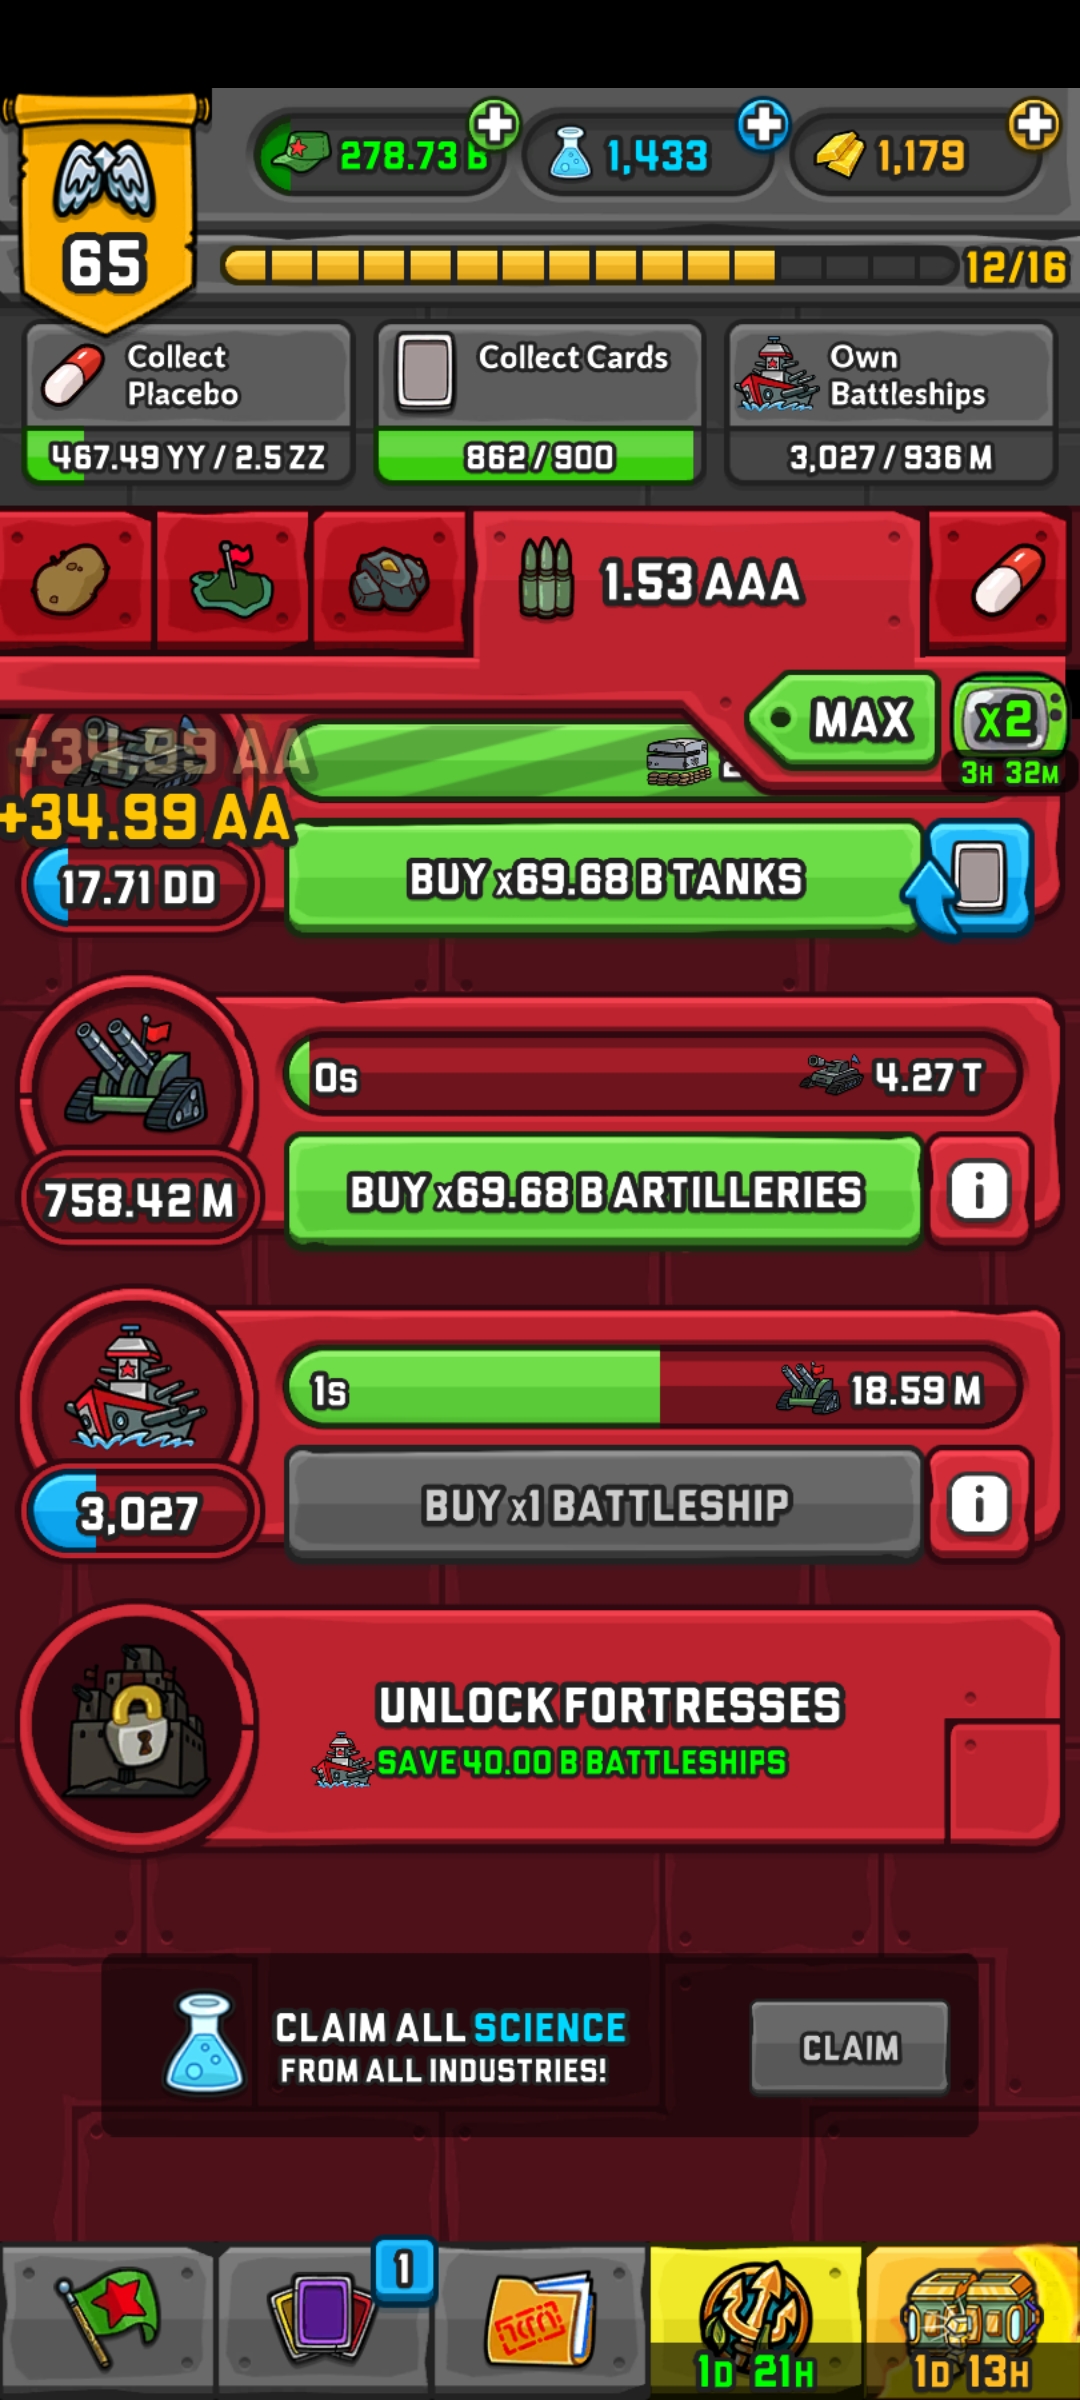 278.73 B
1,433
1,179
65
12/16
Collect
Placebo
467.49 YY / 2.5 ZZ
Collect Cards
862 / 900
Own
Battleships
3,027 / 936 M
1.53 AAA
MAX
x2
3H 32M
+34.99 AA
+34.99 AA
17.71 DD
BUY x69.68 B TANKS
0s
4.27 T
758.42 M
BUY x69.68 B ARTILLERIES
i
1s
18.59 M
3,027
BUY x1 BATTLESHIP
i
UNLOCK FORTRESSES
SAVE 40.00 B BATTLESHIPS
CLAIM ALL SCIENCE
FROM ALL INDUSTRIES!
CLAIM
1
1D 21H
1D 13H